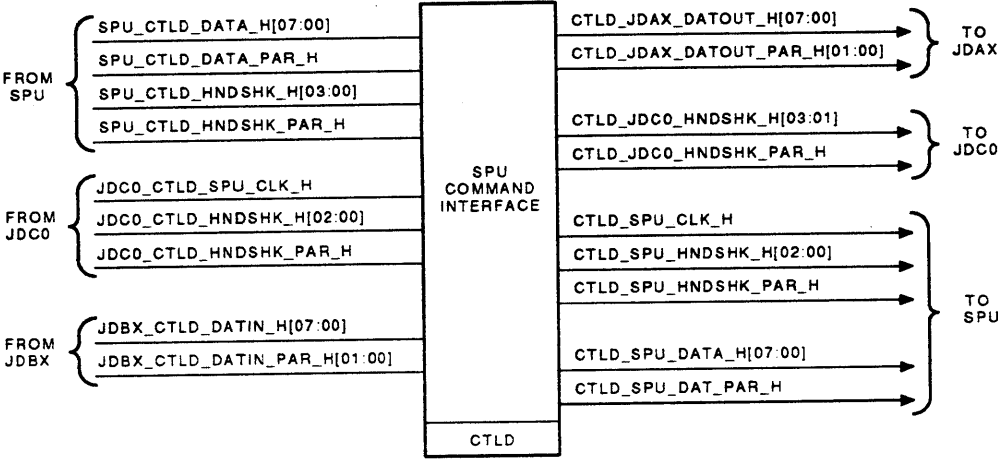 FROM
SPU
SPU_CTLD_DATA_H[07:00]
SPU_CTLD_DATA_PAR_H
SPU_CTLD_HNDSHK_H[03:00]
SPU_CTLD_HNDSHK_PAR_H
FROM
JDC0
JDC0_CTLD_SPU_CLK_H
JDC0_CTLD_HNDSHK_H[02:00]
JDC0_CTLD_HNDSHK_PAR_H
FROM
JDBX
JDBX_CTLD_DATIN_H[07:00]
JDBX_CTLD_DATIN_PAR_H[01:00]
SPU
COMMAND
INTERFACE
CTLD
CTLD_JDAX_DATOUT_H[07:00]
CTLD_JDAX_DATOUT_PAR_H[01:00]
TO
JDAX
CTLD_JDC0_HNDSHK_H[03:01]
CTLD_JDC0_HNDSHK_PAR_H
TO
JDC0
CTLD_SPU_CLK_H
CTLD_SPU_HNDSHK_H[02:00]
CTLD_SPU_HNDSHK_PAR_H
CTLD_SPU_DATA_H[07:00]
CTLD_SPU_DAT_PAR_H
TO
SPU